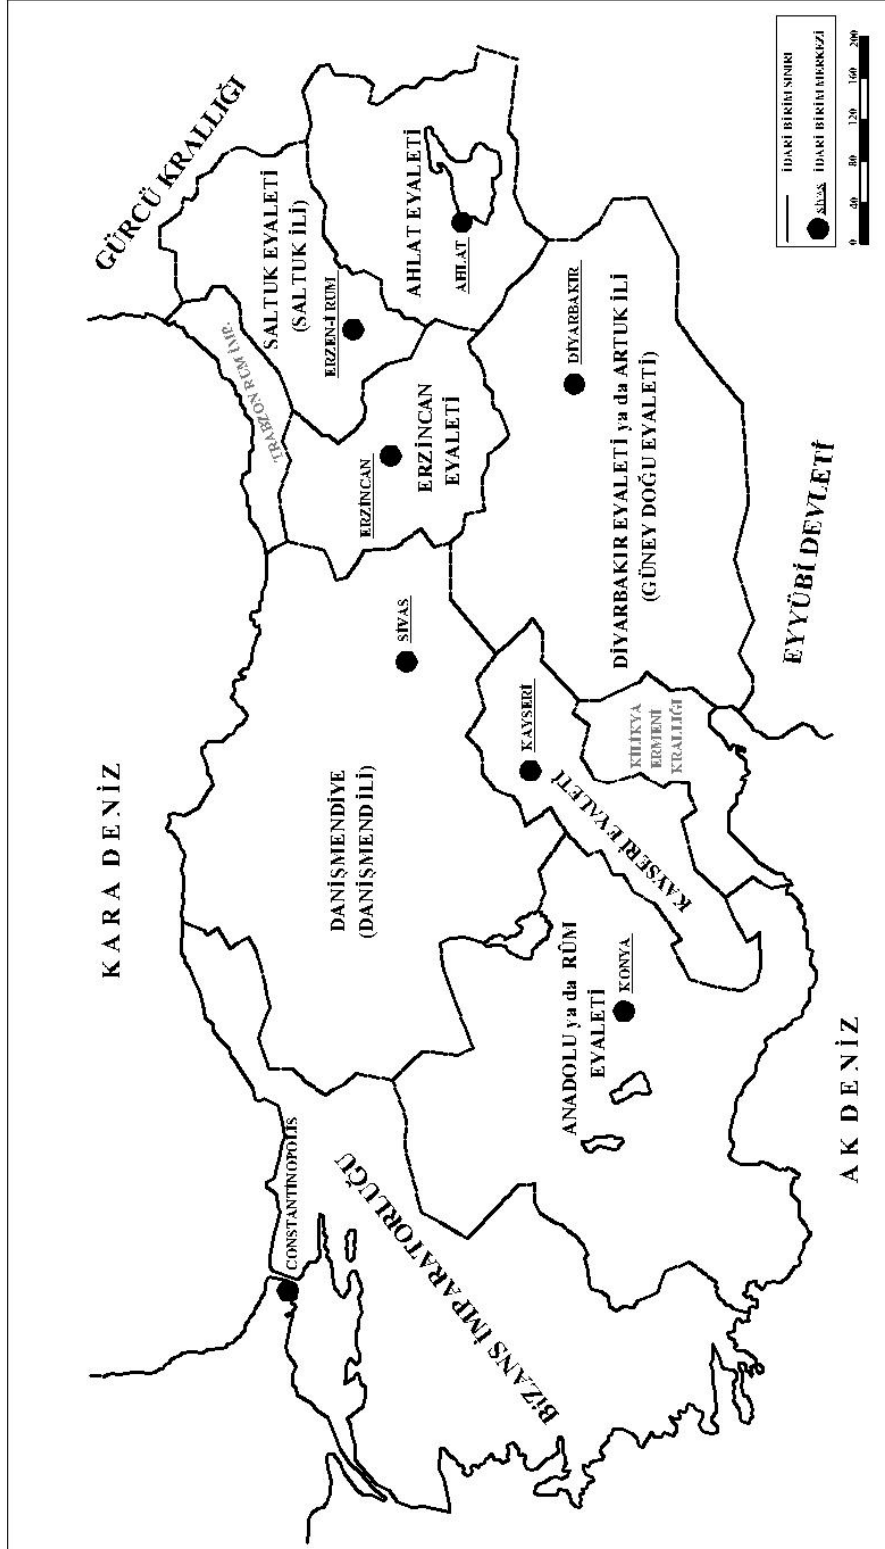 KARA DENİZ
GÜRCÜ KRALLIĞI
TRABZON RUM İMP.
CONSTANTİNOPOLİS
BİZANS İMPARATORLUĞU
DANİŞMENDİYE
(DANİŞMEND İLİ)
SİVAS
ERZİNCAN
ERZİNCAN
EYALETİ
SALTUK EYALETİ
(SALTUK İLİ)
ERZEN-İ RUM
AHLAT EYALETİ
AHLAT
ANADOLU ya da RÛM
EYALETİ
KONYA
KAYSERİ
KAYSERİ EYALETİ
KİLİKYA
ERMENİ
KRALLIĞI
DİYARBAKIR
DİYARBAKIR EYALETİ ya da ARTUK İLİ
(GÜNEY DOĞU EYALETİ)
EYYÜBİ DEVLETİ
AK DENİZ
İDARİ BİRİM SINIRI
SİVAS İDARİ BİRİM MERKEZİ
0 40 80 120 160 200